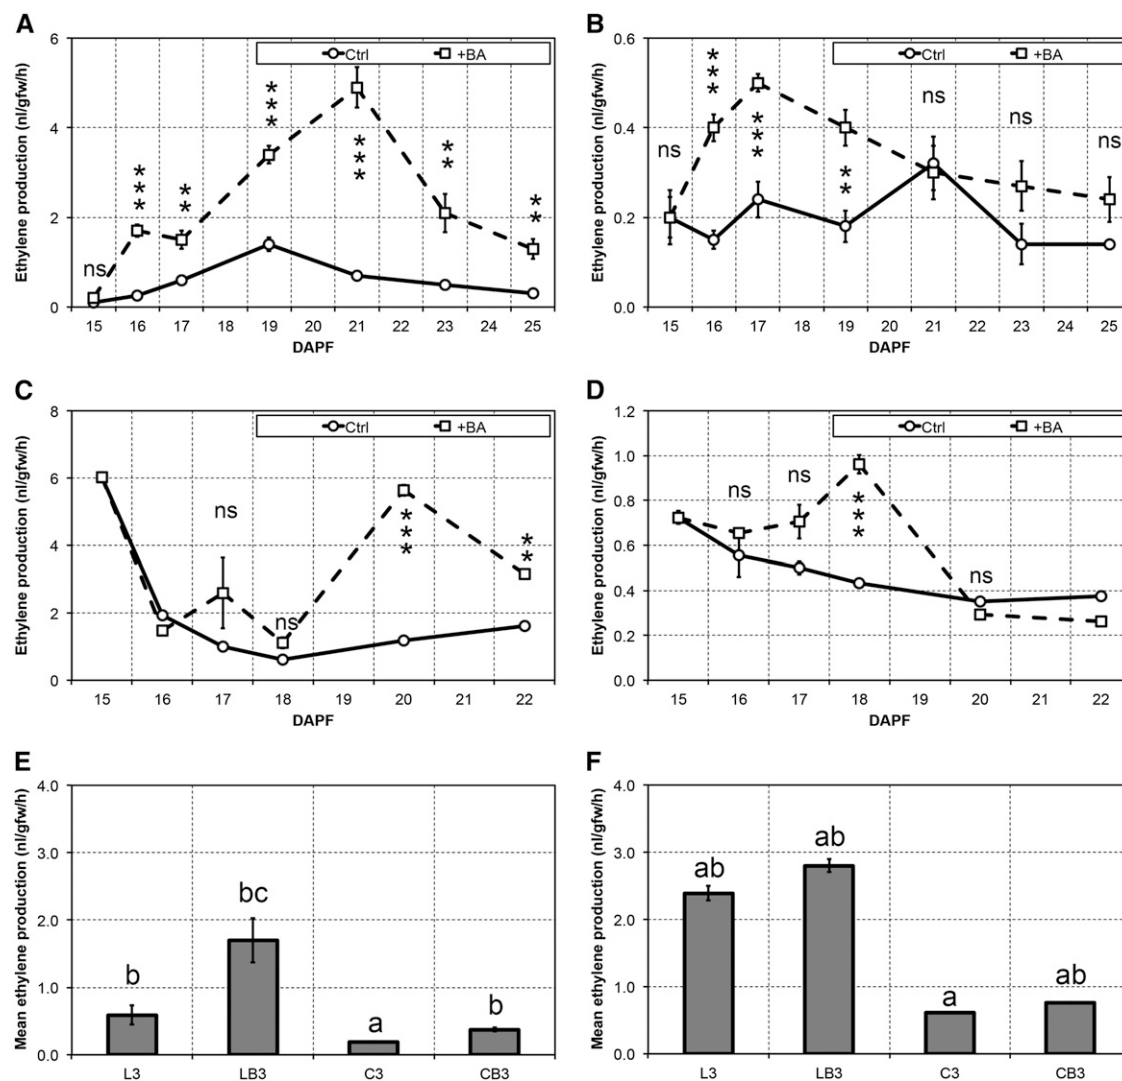 A
Ethylene production (nl/gfw/h)
6
4
2
0
Ctrl +BA
ns
***
**
***
***
**
**
15 16 17 18 19 20 21 22 23 24 25
DAPF
B
Ethylene production (nl/gfw/h)
0.6
0.4
0.2
0.0
Ctrl +BA
ns
***
***
**
ns
ns
ns
15 16 17 18 19 20 21 22 23 24 25
DAPF
C
Ethylene production (nl/gfw/h)
8
6
4
2
0
Ctrl +BA
ns
ns
***
**
15 16 17 18 19 20 21 22
DAPF
D
Ethylene production (nl/gfw/h)
1.2
1.0
0.8
0.6
0.4
0.2
0.0
Ctrl +BA
ns
ns
***
ns
15 16 17 18 19 20 21 22
DAPF
E
Mean ethylene production (nl/gfw/h)
4.0
3.0
2.0
1.0
0.0
b
bc
a
b
L3 LB3 C3 CB3
F
Mean ethylene production (nl/gfw/h)
4.0
3.0
2.0
1.0
0.0
ab
ab
a
ab
L3 LB3 C3 CB3